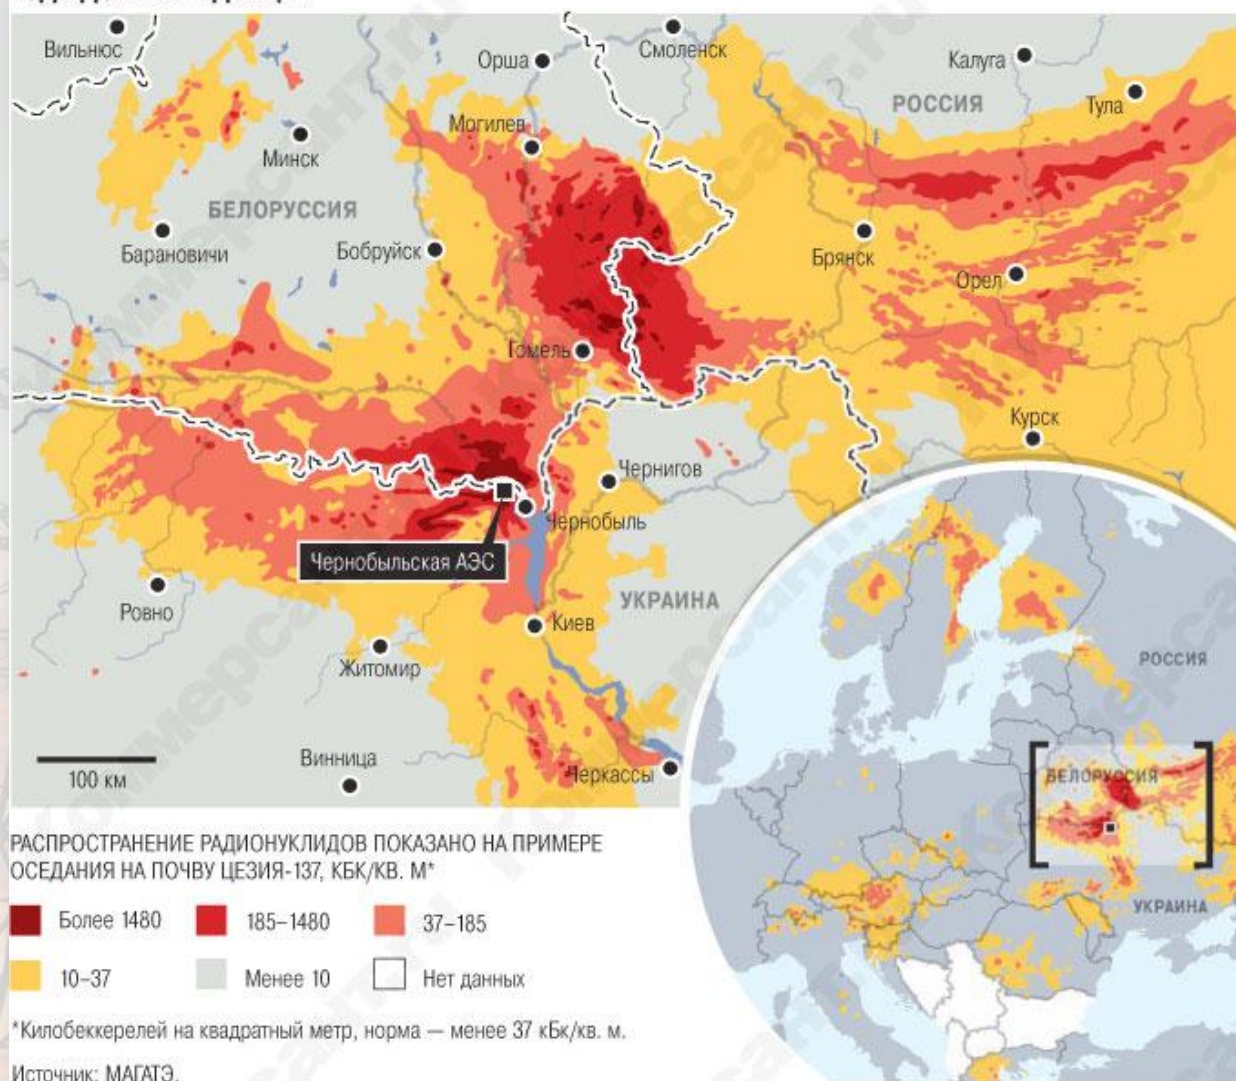 Вильнюс
Орша
Смоленск
Калуга
РОССИЯ
Тула
Могилев
Минск
БЕЛОРУССИЯ
Барановичи
Бобруйск
Брянск
Орел
Гомель
Курск
Чернигов
Чернобыль
Чернобыльская АЭС
Ровно
УКРАИНА
Киев
Житомир
РОССИЯ
Винница
Черкассы
100 км
БЕЛОРУССИЯ
УКРАИНА
РАСПРОСТРАНЕНИЕ РАДИОНУКЛИДОВ ПОКАЗАНО НА ПРИМЕРЕ
ОСЕДАНИЯ НА ПОЧВУ ЦЕЗИЯ-137, КБК/КВ. М*
Более 1480
185–1480
37–185
10–37
Менее 10
Нет данных
*Килобеккерелей на квадратный метр, норма — менее 37 кБк/кв. м.
Источник: МАГАТЭ.